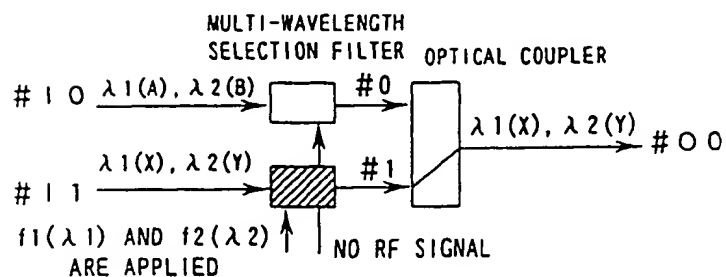 MULTI-WAVELENGTH
SELECTION FILTER
OPTICAL COUPLER
#10 λ1(A), λ2(B) #0
λ1(X), λ2(Y) #00
#11 λ1(X), λ2(Y) #1
f1(λ1) AND f2(λ2)
ARE APPLIED
NO RF SIGNAL